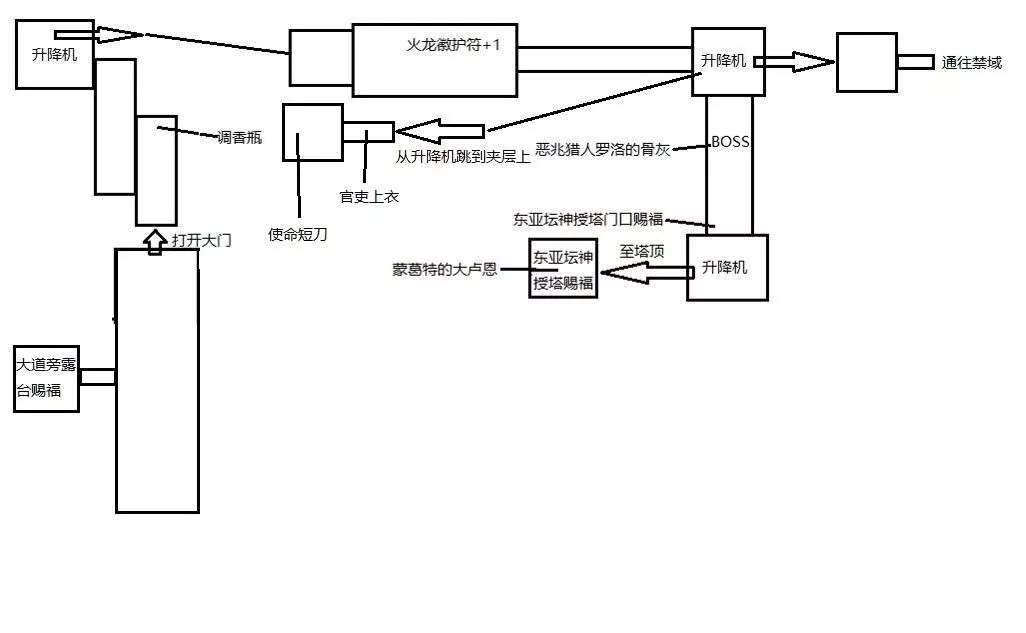 升降机
火龙徽护符+1
升降机
通往禁域
调香瓶
从升降机跳到夹层上
恶兆猎人罗洛的骨灰
BOSS
官吏上衣
使命短刀
打开大门
东亚坛神授塔门口赐福
蒙葛特的大卢恩
东亚坛神
授塔赐福
至塔顶
升降机
大道旁露
台赐福